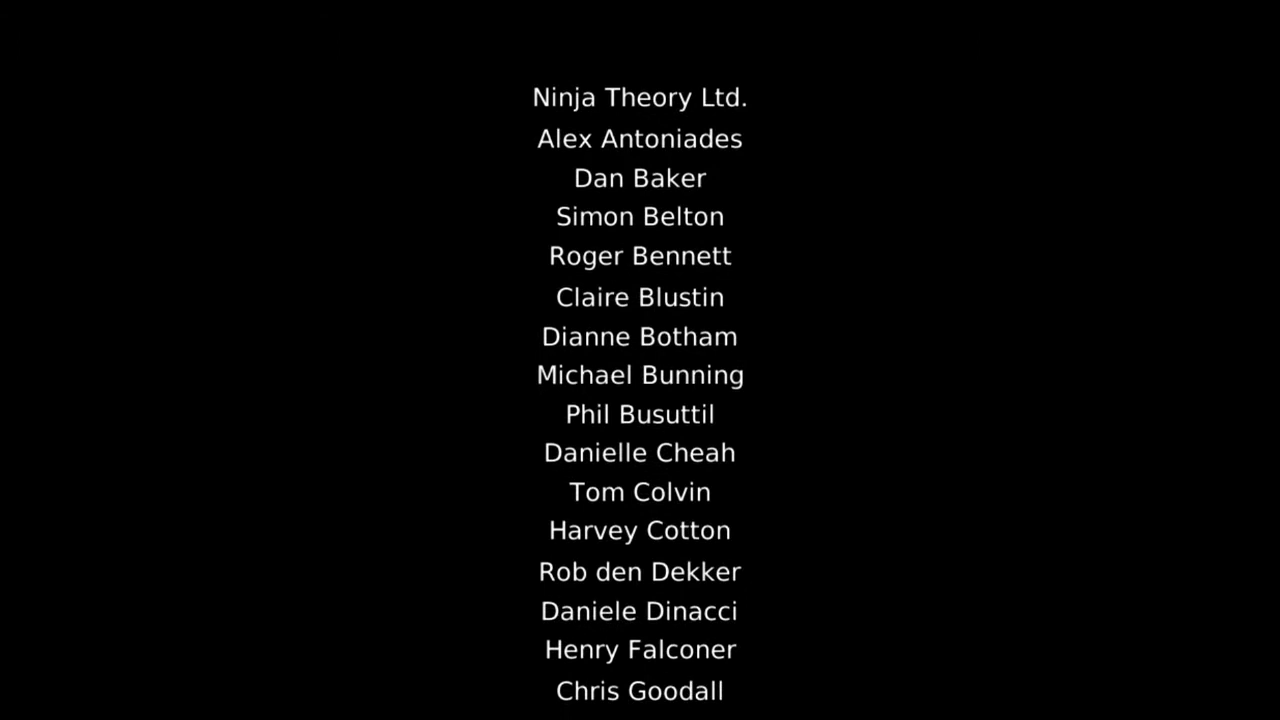 Ninja Theory Ltd.
Alex Antoniades
Dan Baker
Simon Belton
Roger Bennett
Claire Blustin
Dianne Botham
Michael Bunning
Phil Busuttil
Danielle Cheah
Tom Colvin
Harvey Cotton
Rob den Dekker
Daniele Dinacci
Henry Falconer
Chris Goodall